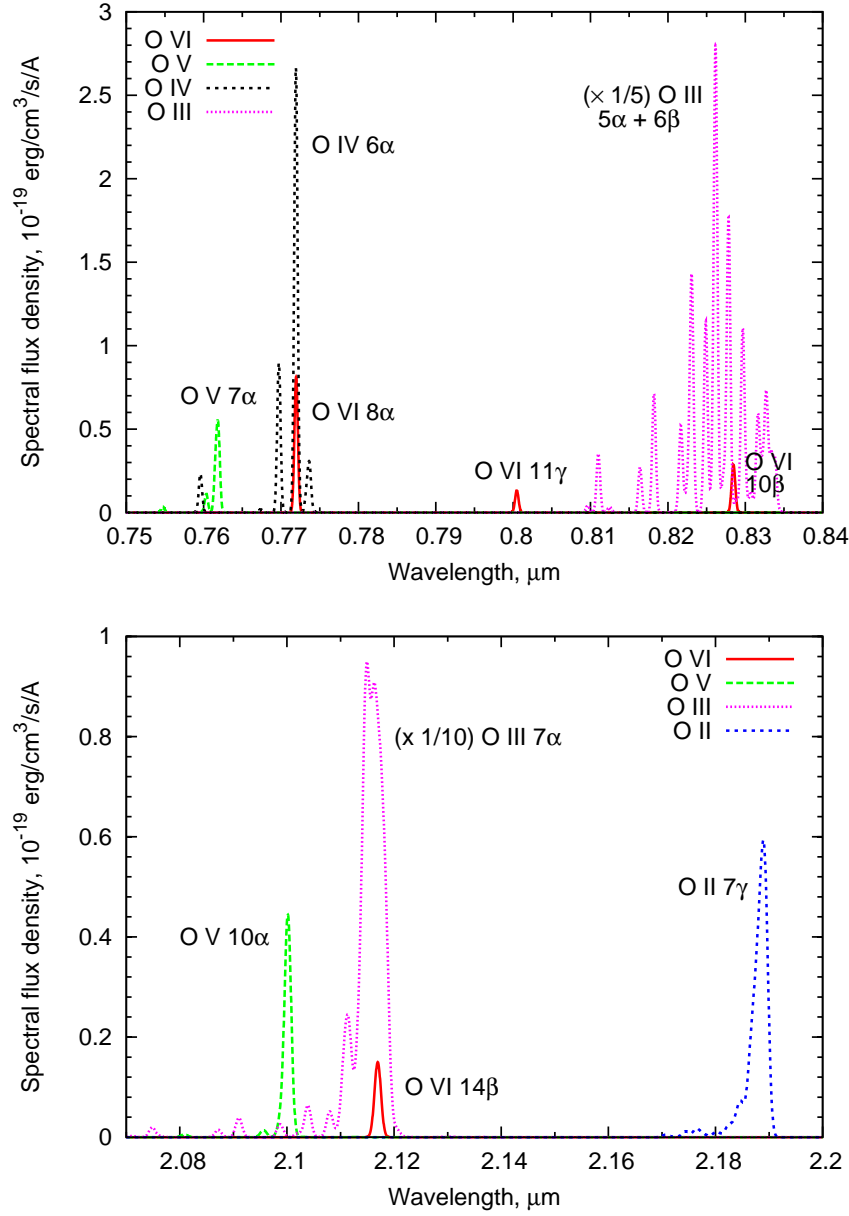 3
2.5
2
1.5
1
0.5
0
Spectral flux density, 10⁻¹⁹ erg/cm³/s/A
O VI
O V
O IV
O III
O IV 6α
(× 1/5) O III
5α + 6β
O V 7α
O VI 8α
O VI 11γ
O VI
10β
0.75 0.76 0.77 0.78 0.79 0.8 0.81 0.82 0.83 0.84
Wavelength, μm
1
0.8
0.6
0.4
0.2
0
Spectral flux density, 10⁻¹⁹ erg/cm³/s/A
O VI
O V
O III
O II
(x 1/10) O III 7α
O V 10α
O II 7γ
O VI 14β
2.08 2.1 2.12 2.14 2.16 2.18 2.2
Wavelength, μm